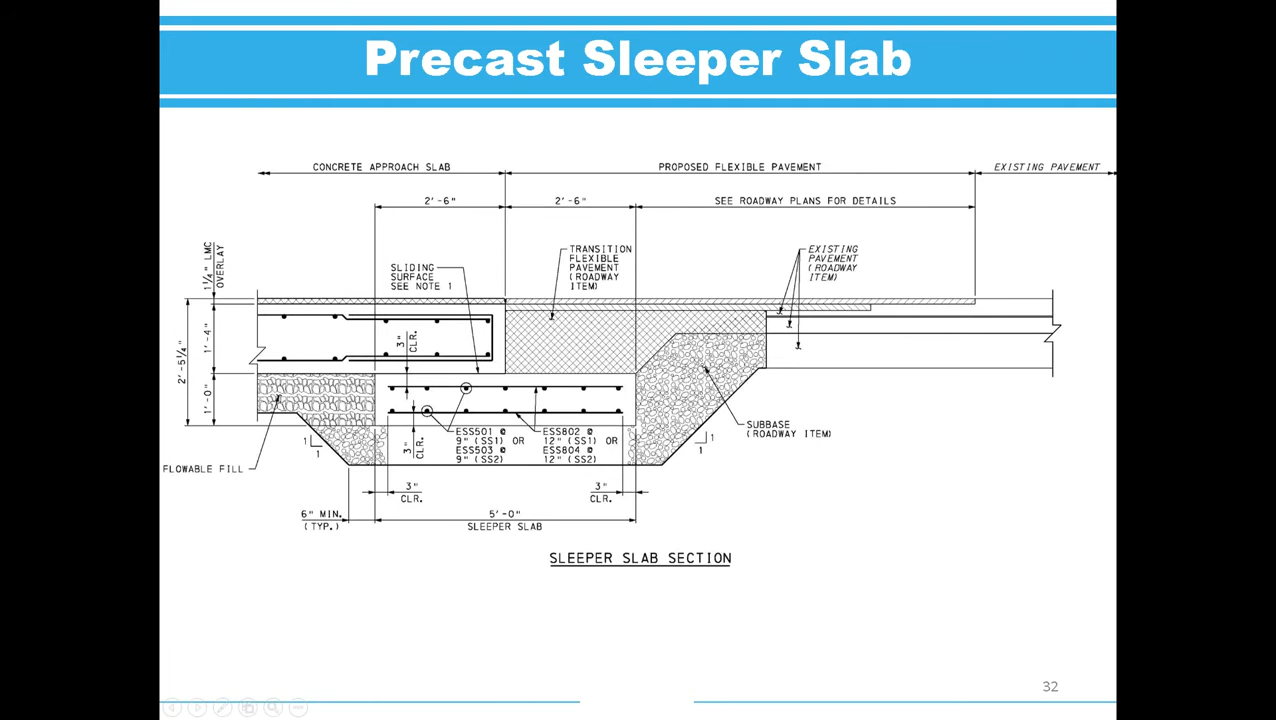 Precast Sleeper Slab
CONCRETE APPROACH SLAB
PROPOSED FLEXIBLE PAVEMENT
EXISTING PAVEMENT
2'-6"
2'-6"
SEE ROADWAY PLANS FOR DETAILS
1¼" LMC
OVERLAY
SLIDING
SURFACE
SEE NOTE 1
TRANSITION
FLEXIBLE
PAVEMENT
(ROADWAY
ITEM)
EXISTING
PAVEMENT
(ROADWAY
ITEM)
2'-5¼"
1'-4"
1'-0"
3"
CLR.
3"
CLR.
ESS501 @
9" (SS1) OR
ESS503 @
9" (SS2)
ESS802 @
12" (SS1) OR
ESS804 @
12" (SS2)
SUBBASE
(ROADWAY ITEM)
1
1
1
1
FLOWABLE FILL
3"
CLR.
3"
CLR.
6" MIN.
(TYP.)
5'-0"
SLEEPER SLAB
SLEEPER SLAB SECTION
32